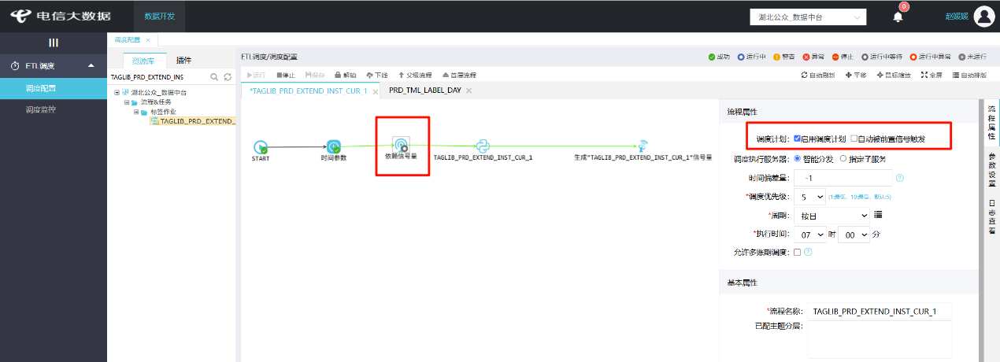 电信大数据
数据开发
湖北公众_数据中台
0
赵媛媛
ETL调度
调度配置
调度监控
调度配置 ×
资源库 插件
TAGLIB_PRD_EXTEND_INS
湖北公众_数据中台
流程&任务
标签作业
TAGLIB_PRD_EXTEND_
ETL调度/调度配置
成功 运行中 警告 异常 停止 运行中等待 运行中异常 未运行
运行 停止 保存 解锁 下线 父级流程 首层流程
自动刷新 平移 鼠标缩放 全屏 自动排版
*TAGLIB_PRD_EXTEND_INST_CUR_1 ×
PRD_TML_LABEL_DAY ×
START
时间参数
依赖信号量
TAGLIB_PRD_EXTEND_INST_CUR_1
生成"TAGLIB_PRD_EXTEND_INST_CUR_1"信号量
流程属性
调度计划: 启用调度计划 自动被前置信号触发
调度执行服务器: 智能分发 指定子服务
时间偏差量: -1
*调度优先级: 5 (1:最低, 10:最高, 默认:5)
*周期: 按日
*执行时间: 07 时 00 分
允许多账期调度:
基本属性
*流程名称: TAGLIB_PRD_EXTEND_INST_CUR_1
已配主题分层:
流程属性
参数设置
日志查看